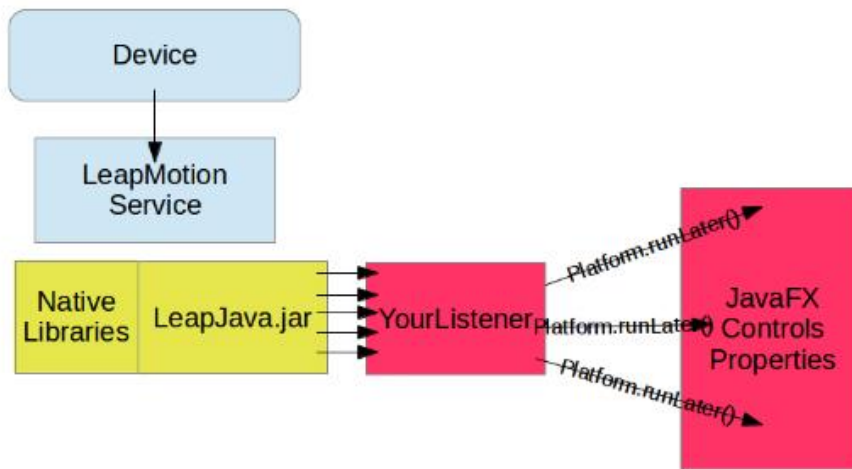 Device
LeapMotion
Service
Native
Libraries
LeapJava.jar
YourListener
Platform.runLater()
Platform.runLater()
Platform.runLater()
JavaFX
Controls
Properties